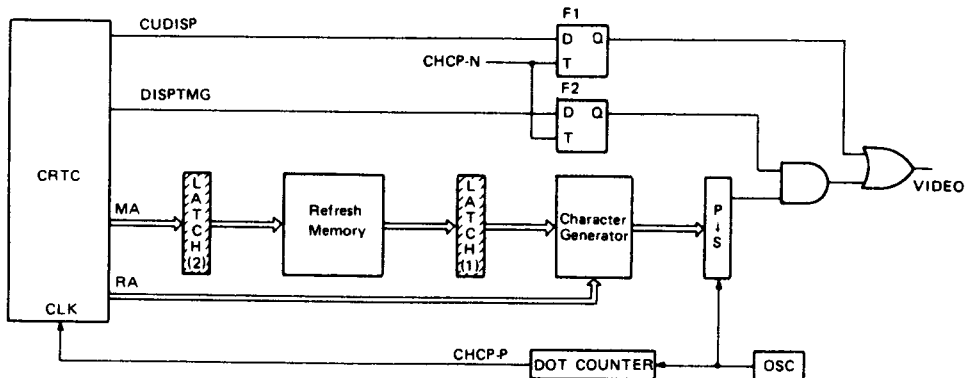 F1
CUDISP
D Q
T
CHCP-N
F2
DISPTMG
D Q
T
CRTC
MA
LATCH (2)
Refresh Memory
LATCH (1)
Character Generator
P↓S
VIDEO
RA
CLK
CHCP-P
DOT COUNTER
OSC